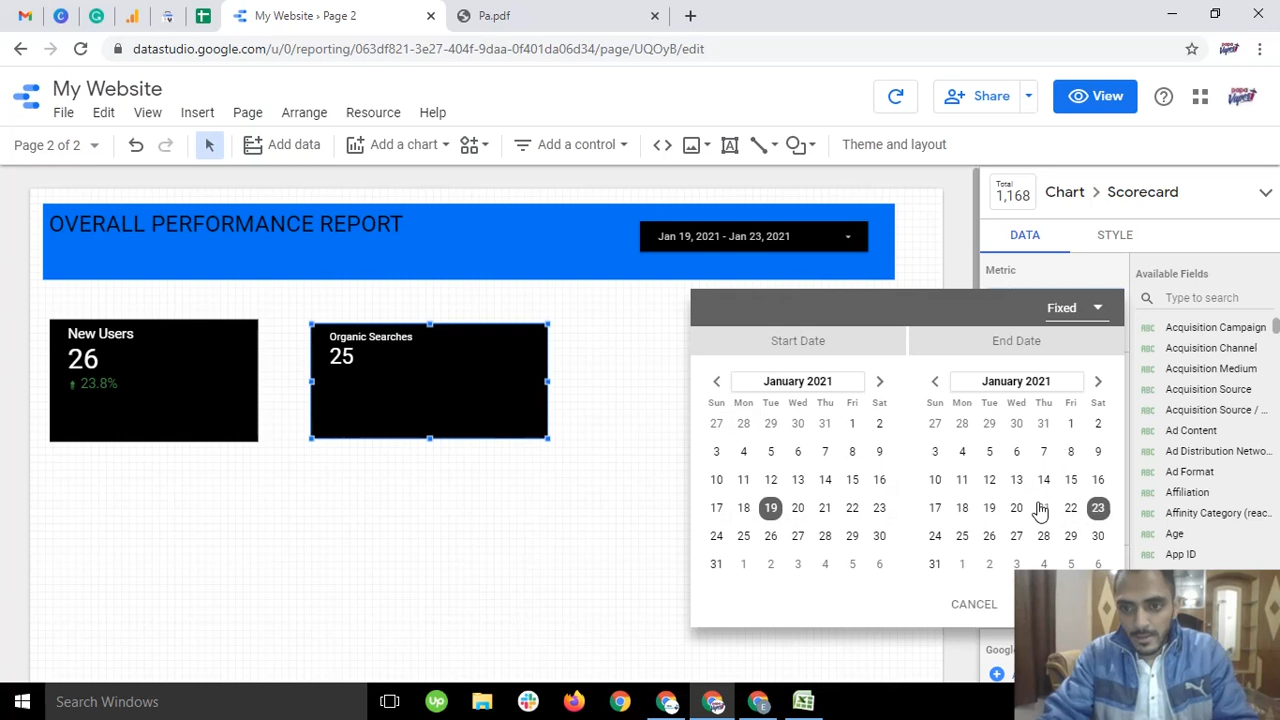 My Website › Page 2
Pa.pdf
datastudio.google.com/u/0/reporting/063df821-3e27-404f-9daa-0f401da06d34/page/UQOyB/edit
My Website
Share
View
File Edit View Insert Page Arrange Resource Help
Page 2 of 2
Add data
Add a chart
Add a control
Theme and layout
Total
1,168
Chart > Scorecard
OVERALL PERFORMANCE REPORT
Jan 19, 2021 - Jan 23, 2021
DATA STYLE
Metric
Available Fields
Type to search
New Users
26
23.8%
Organic Searches
25
Fixed
Start Date End Date
January 2021 January 2021
Sun Mon Tue Wed Thu Fri Sat Sun Mon Tue Wed Thu Fri Sat
27 28 29 30 31 1 2 27 28 29 30 31 1 2
3 4 5 6 7 8 9 3 4 5 6 7 8 9
10 11 12 13 14 15 16 10 11 12 13 14 15 16
17 18 19 20 21 22 23 17 18 19 20 22 23
24 25 26 27 28 29 30 24 25 26 27 28 29 30
31 1 2 3 4 5 6 31 1 2 3 4 5 6
CANCEL
Acquisition Campaign
Acquisition Channel
Acquisition Medium
Acquisition Source
Acquisition Source / ...
Ad Content
Ad Distribution Netwo...
Ad Format
Affiliation
Affinity Category (reac...
Age
App ID
Search Windows